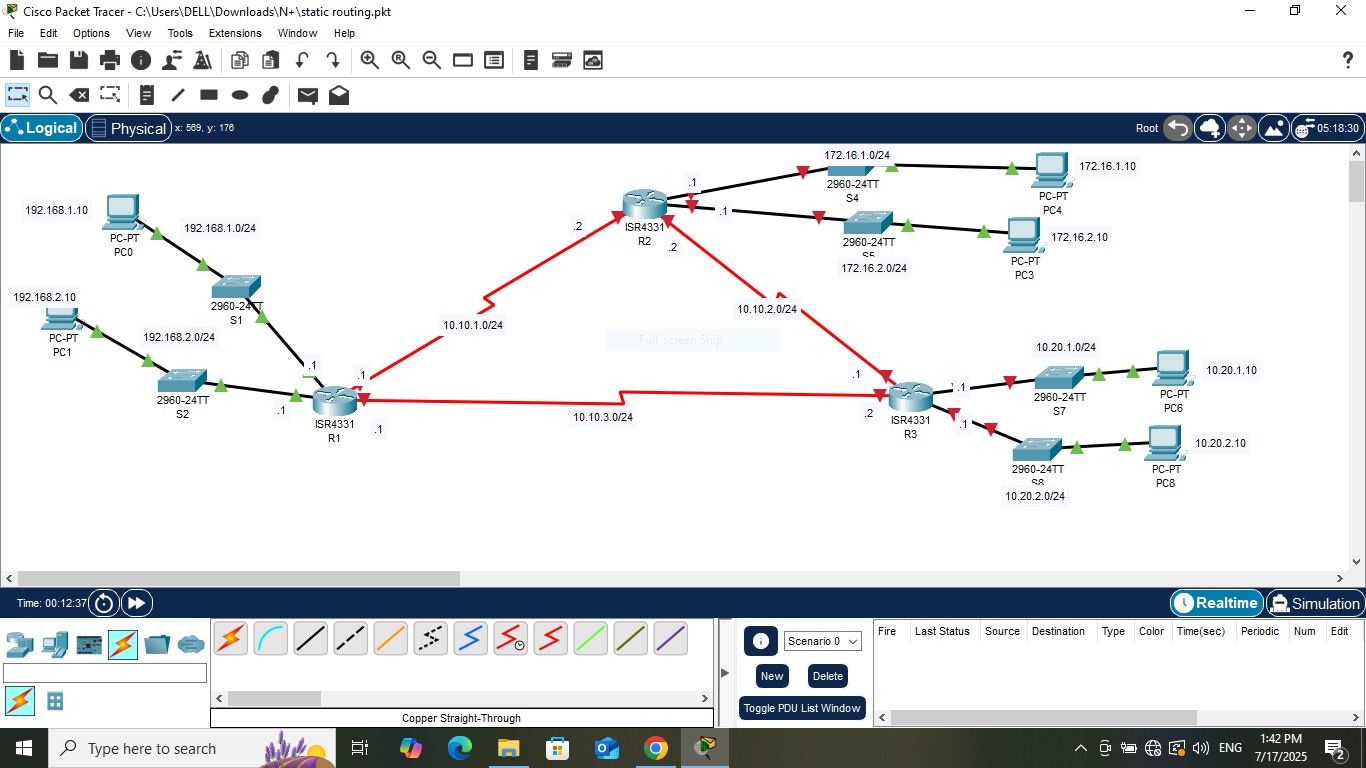 Cisco Packet Tracer - C:\Users\DELL\Downloads\N+\static routing.pkt
File Edit Options View Tools Extensions Window Help
?
Logical Physical x: 569, y: 176 Root 05:18:30
172.16.1.0/24
172.16.1.10
2960-24TT
S4
PC-PT
PC4
.1
192.168.1.10
192.168.1.0/24
PC-PT
PC0
.2
ISR4331
R2
.1
.2
2960-24TT
S5
172.16.2.0/24
172.16.2.10
PC-PT
PC3
192.168.2.10
PC-PT
PC1
2960-24TT
S1
192.168.2.0/24
10.10.1.0/24
10.10.2.0/24
Full-screen Snip
.1
.1
2960-24TT
S2
.1
ISR4331
R1
.1
10.10.3.0/24
.1
.2
ISR4331
R3
.1
.1
10.20.1.0/24
2960-24TT
S7
10.20.1.10
PC-PT
PC6
2960-24TT
S8
10.20.2.0/24
10.20.2.10
PC-PT
PC8
Time: 00:12:37 Realtime Simulation
Copper Straight-Through
Scenario 0
New Delete
Toggle PDU List Window
Fire Last Status Source Destination Type Color Time(sec) Periodic Num Edit
Type here to search
ENG
1:42 PM
7/17/2025
2